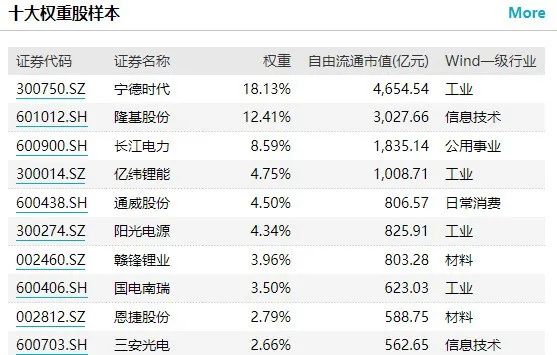 十大权重股样本 More
证券代码 证券名称 权重 自由流通市值(亿元) Wind一级行业
300750.SZ 宁德时代 18.13% 4,654.54 工业
601012.SH 隆基股份 12.41% 3,027.66 信息技术
600900.SH 长江电力 8.59% 1,835.14 公用事业
300014.SZ 亿纬锂能 4.75% 1,008.71 工业
600438.SH 通威股份 4.50% 806.57 日常消费
300274.SZ 阳光电源 4.34% 825.91 工业
002460.SZ 赣锋锂业 3.96% 803.28 材料
600406.SH 国电南瑞 3.50% 623.03 工业
002812.SZ 恩捷股份 2.79% 588.75 材料
600703.SH 三安光电 2.66% 562.65 信息技术